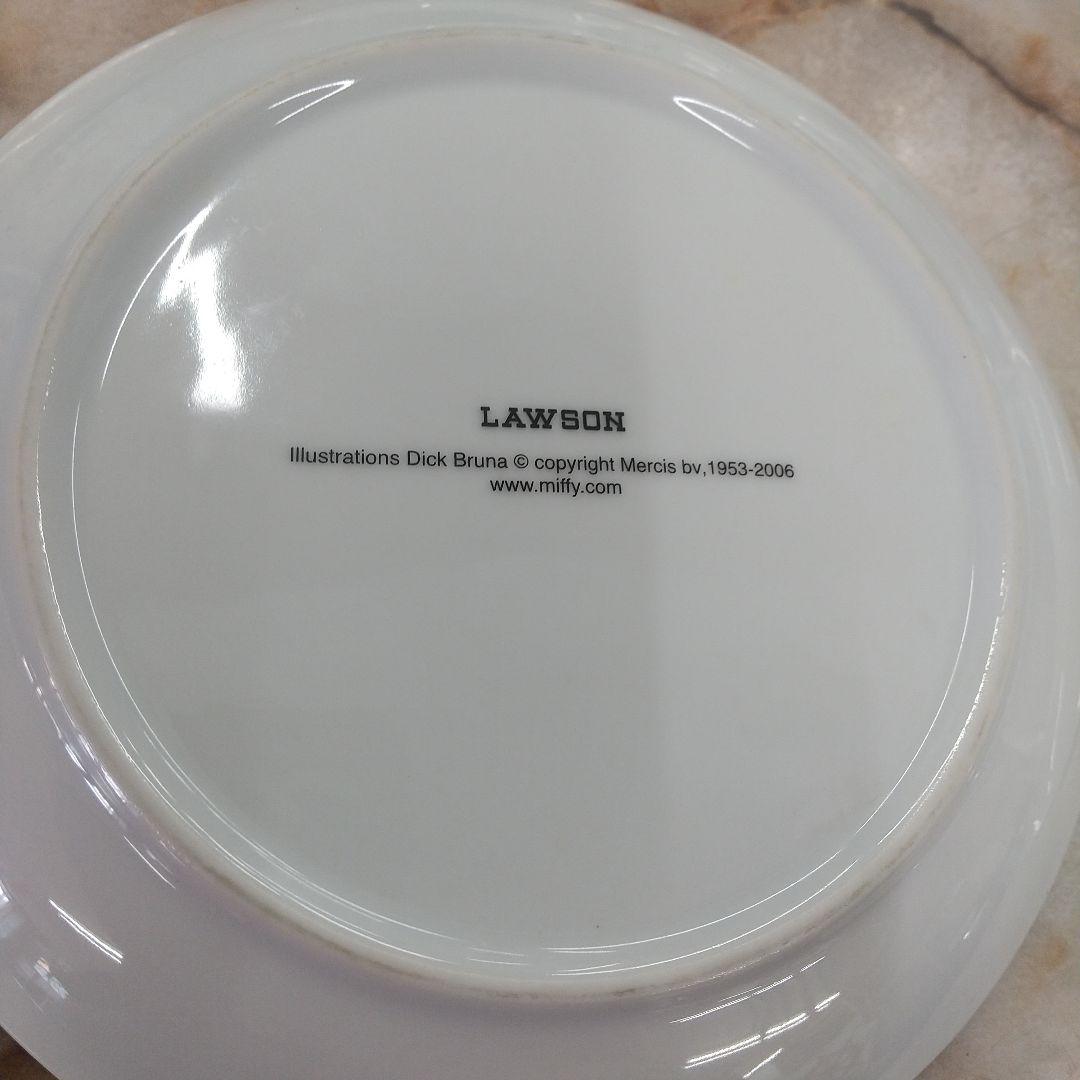 LAWSON
Illustrations Dick Bruna © copyright Mercis bv,1953-2006
www.miffy.com